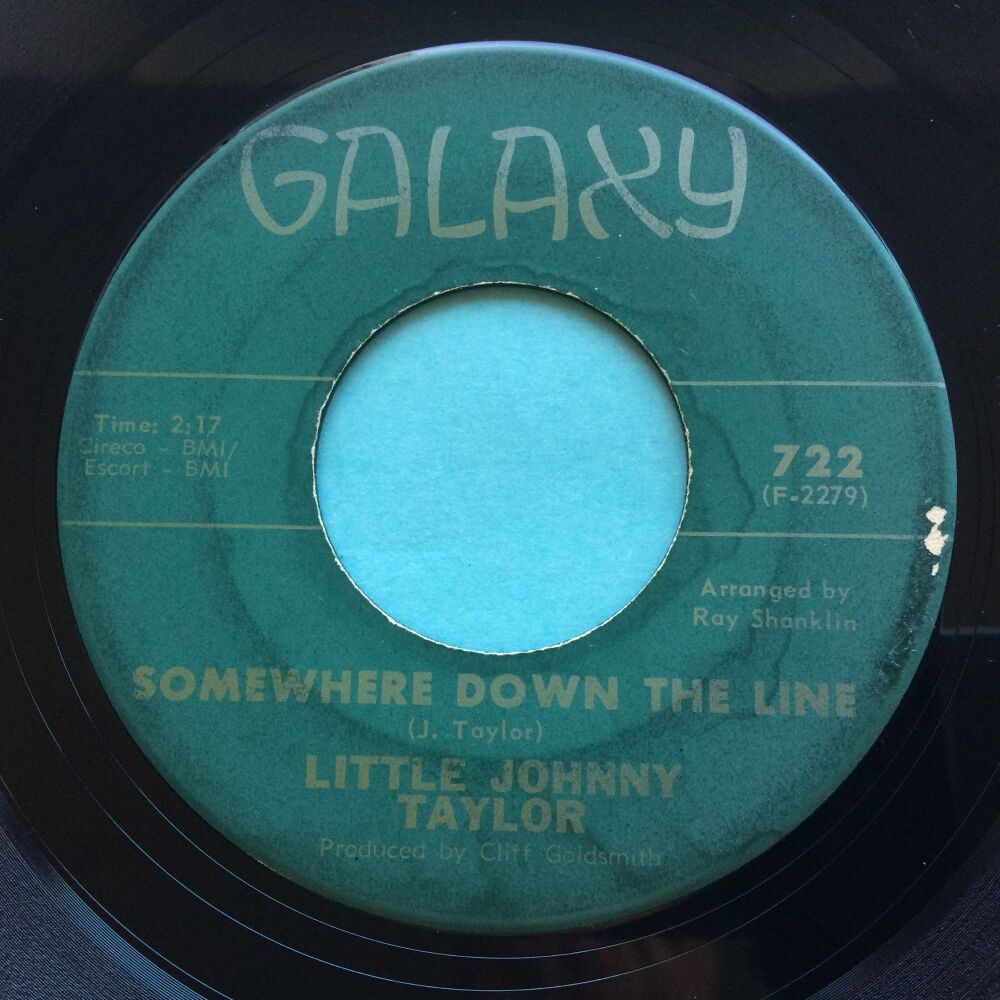 GALAXY
Time: 2:17
Cireco - BMI/
Escort - BMI
722
(F-2279)
Arranged by
Ray Shanklin
SOMEWHERE DOWN THE LINE
(J. Taylor)
LITTLE JOHNNY
TAYLOR
Produced by Cliff Goldsmith